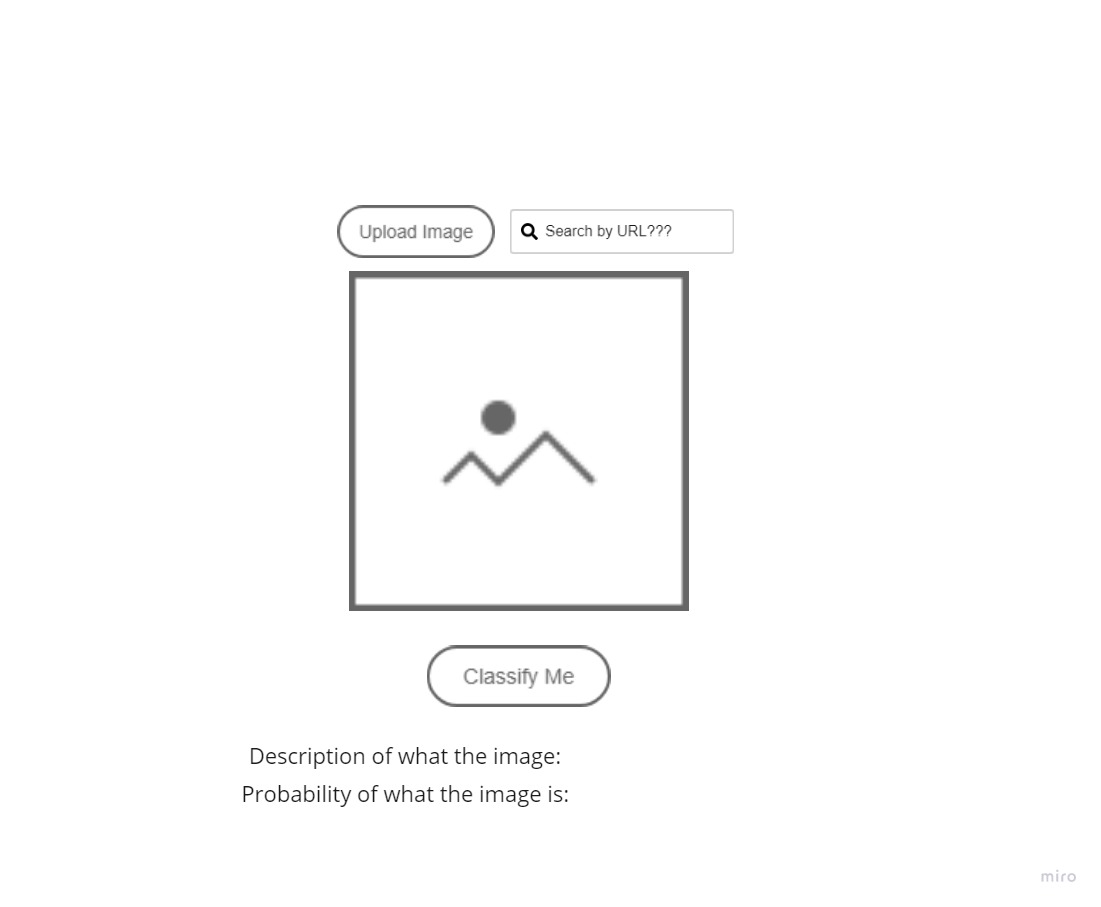 Upload Image
Search by URL???
Classify Me
Description of what the image:
Probability of what the image is:
miro